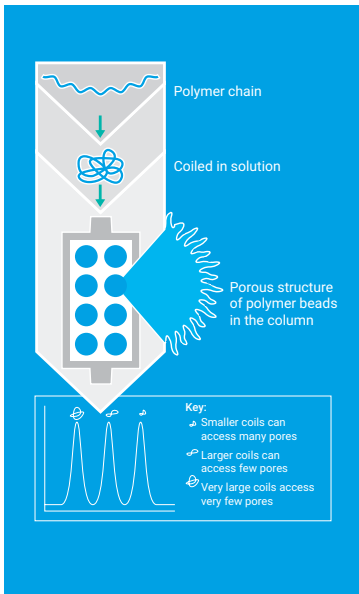 Polymer chain
Coiled in solution
Porous structure
of polymer beads
in the column
Key:
Smaller coils can
access many pores
Larger coils can
access few pores
Very large coils access
very few pores